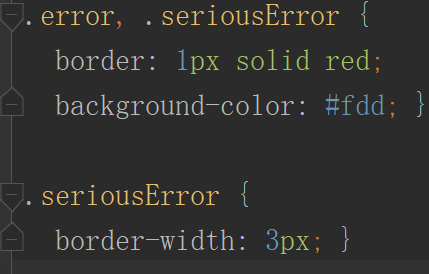 .error, .seriousError {
border: 1px solid red;
background-color: #fdd; }
.seriousError {
border-width: 3px; }